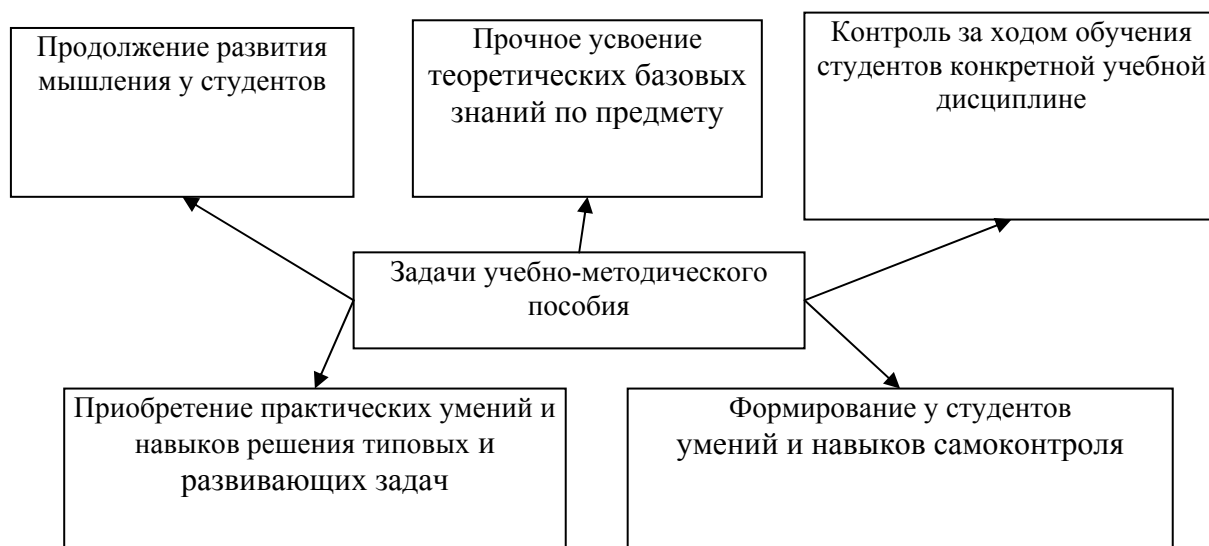 Продолжение развития
мышления у студентов
Прочное усвоение
теоретических базовых
знаний по предмету
Контроль за ходом обучения
студентов конкретной учебной
дисциплине
Задачи учебно-методического
пособия
Приобретение практических умений и
навыков решения типовых и
развивающих задач
Формирование у студентов
умений и навыков самоконтроля